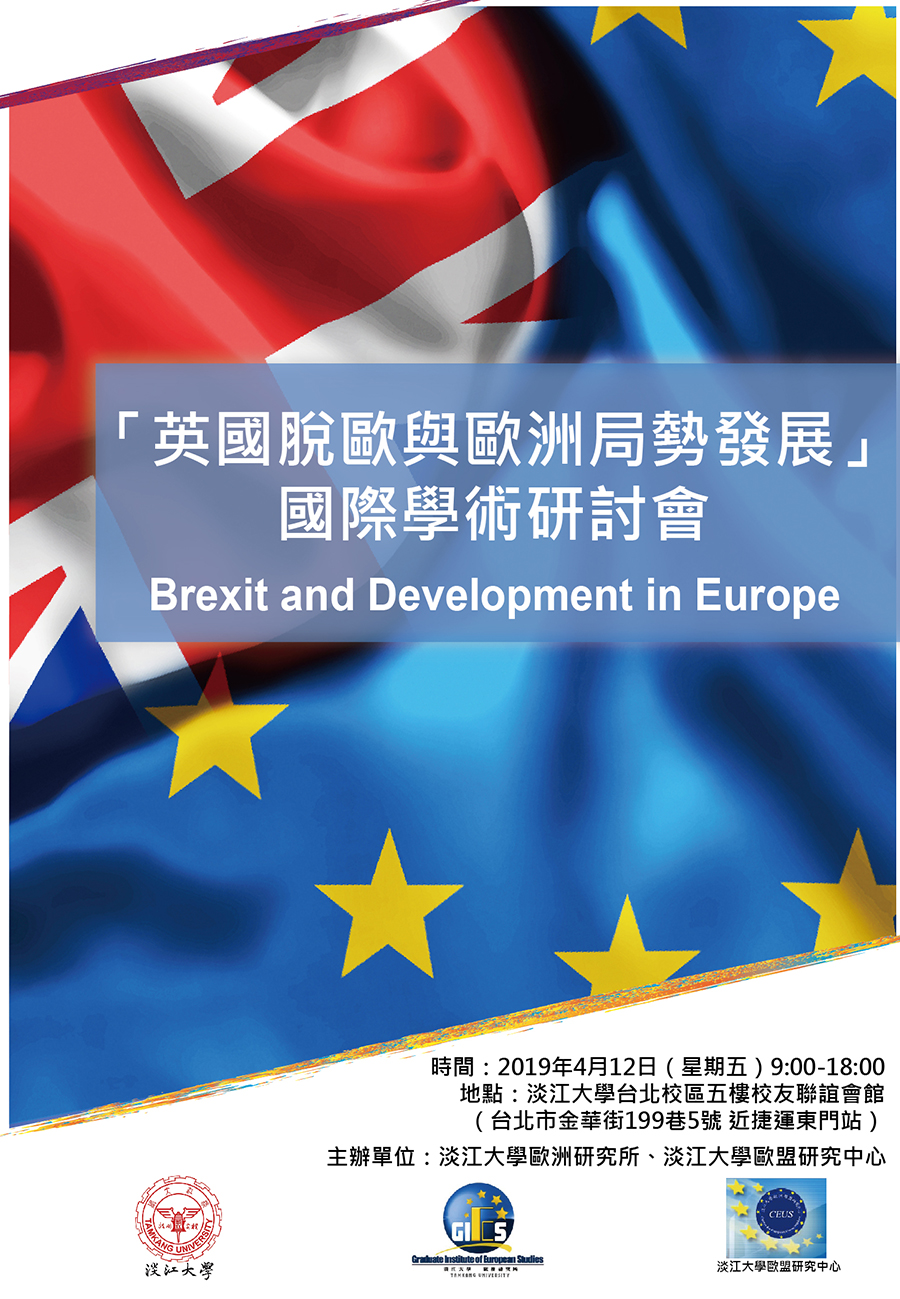 「英國脫歐與歐洲局勢發展」
國際學術研討會
Brexit and Development in Europe
時間：2019年4月12日（星期五）9:00-18:00
地點：淡江大學台北校區五樓校友聯誼會館
（台北市金華街199巷5號 近捷運東門站）
主辦單位：淡江大學歐洲研究所、淡江大學歐盟研究中心
TAMKANG UNIVERSITY
淡江大學
GIES
Graduate Institute of European Studies
TAMKANG UNIVERSITY
CEUS
淡江大學歐盟研究中心